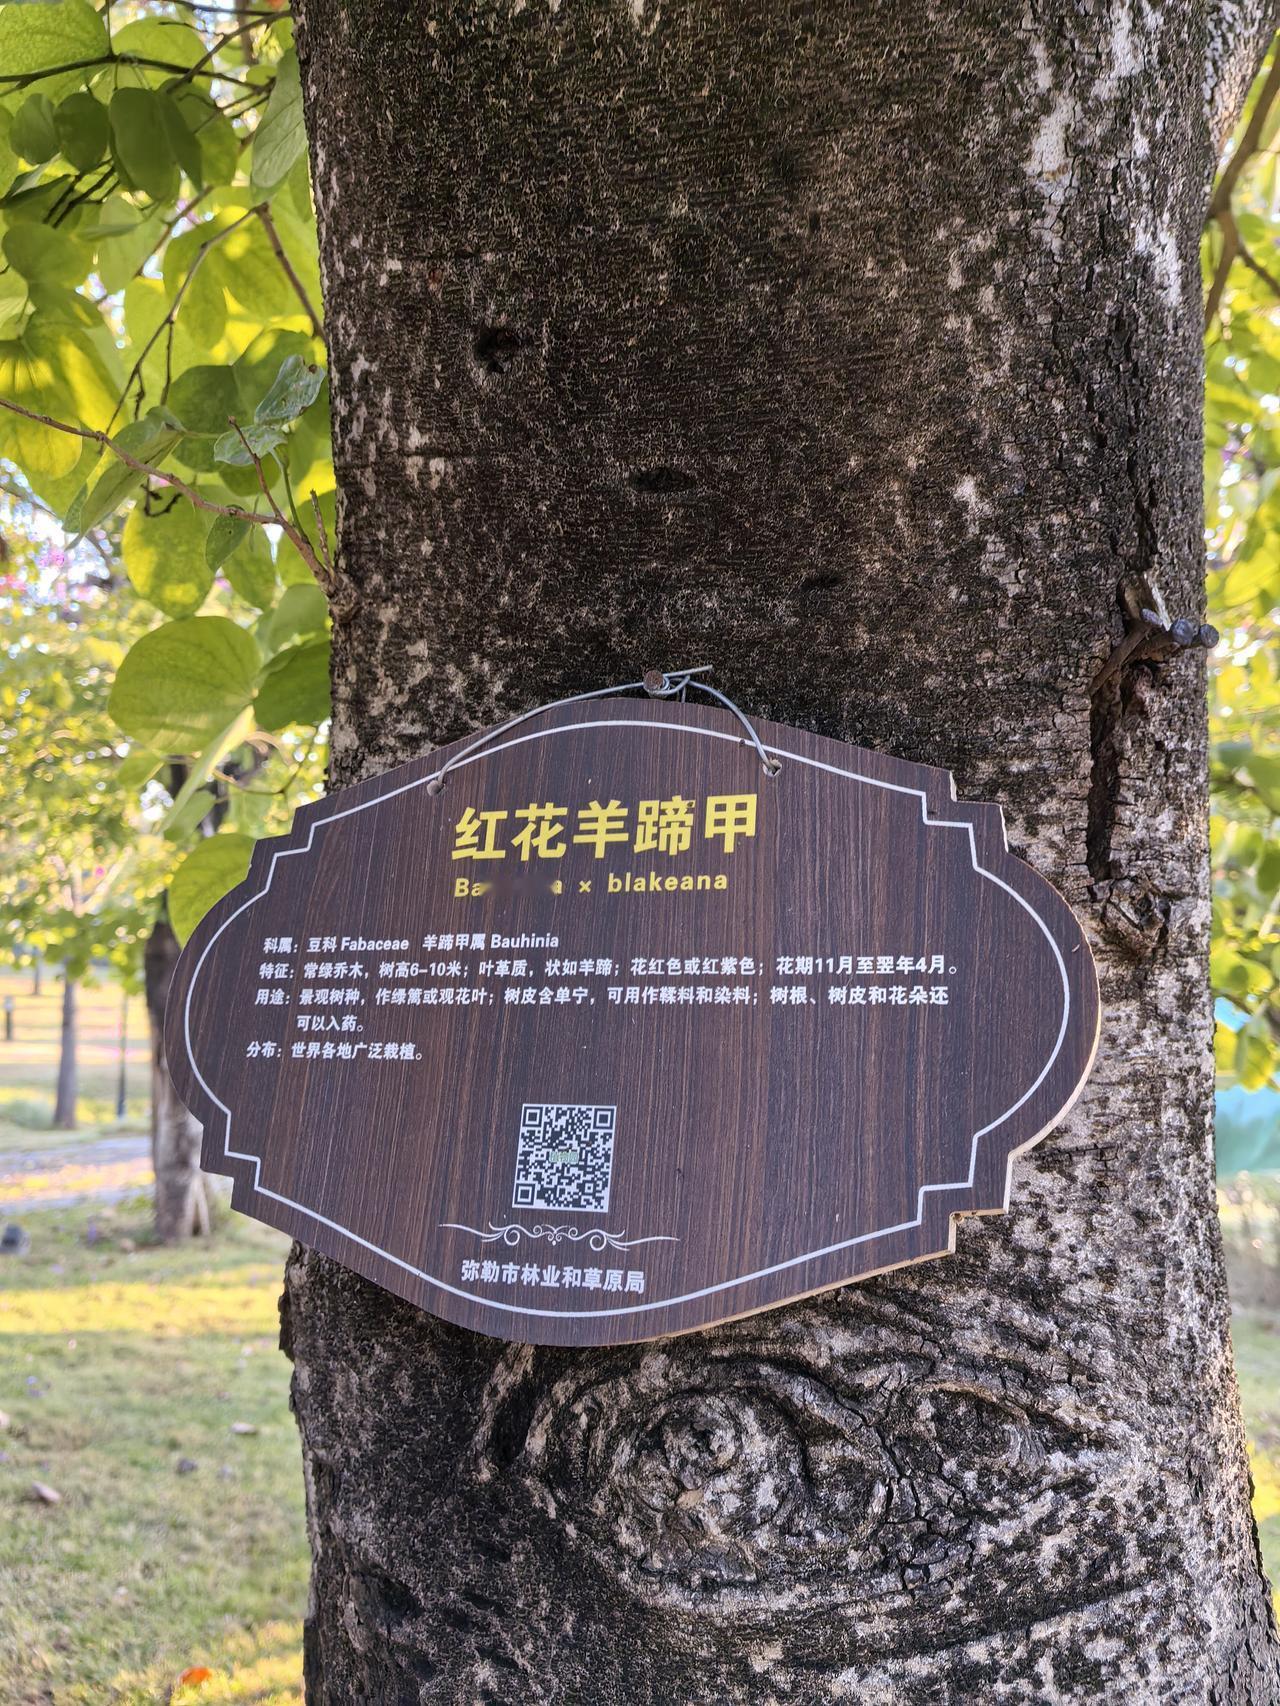 红花羊蹄甲
× blakeana
科属：豆科 Fabaceae 羊蹄甲属 Bauhinia
特征：常绿乔木，树高6-10米；叶革质，状如羊蹄；花红色或红紫色；花期11月至翌年4月。
用途：景观树种，作绿篱或观花叶；树皮含单宁，可用作鞣料和染料；树根、树皮和花朵还
可以入药。
分布：世界各地广泛栽植。
弥勒市林业和草原局